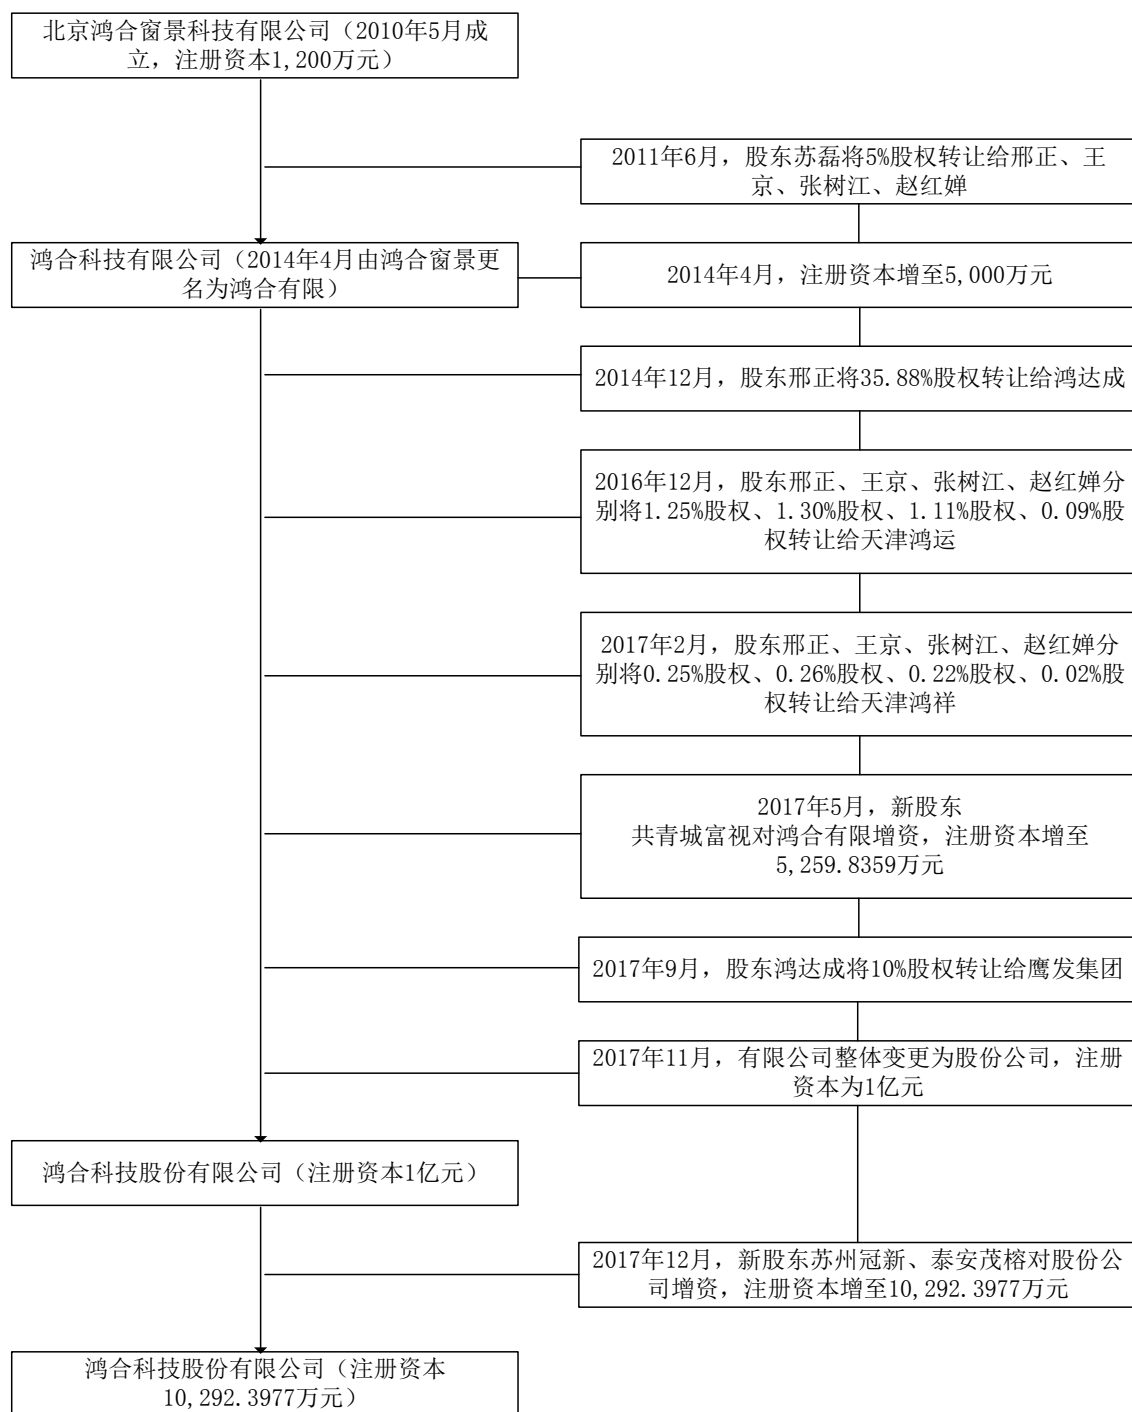 北京鸿合窗景科技有限公司（2010年5月成
立，注册资本1,200万元）
2011年6月，股东苏磊将5%股权转让给邢正、王
京、张树江、赵红婵
鸿合科技有限公司（2014年4月由鸿合窗景更
名为鸿合有限）
2014年4月，注册资本增至5,000万元
2014年12月，股东邢正将35.88%股权转让给鸿达成
2016年12月，股东邢正、王京、张树江、赵红婵分
别将1.25%股权、1.30%股权、1.11%股权、0.09%股
权转让给天津鸿运
2017年2月，股东邢正、王京、张树江、赵红婵分
别将0.25%股权、0.26%股权、0.22%股权、0.02%股
权转让给天津鸿祥
2017年5月，新股东
共青城富视对鸿合有限增资，注册资本增至
5,259.8359万元
2017年9月，股东鸿达成将10%股权转让给鹰发集团
2017年11月，有限公司整体变更为股份公司，注册
资本为1亿元
鸿合科技股份有限公司（注册资本1亿元）
2017年12月，新股东苏州冠新、泰安茂榕对股份公
司增资，注册资本增至10,292.3977万元
鸿合科技股份有限公司（注册资本
10,292.3977万元）